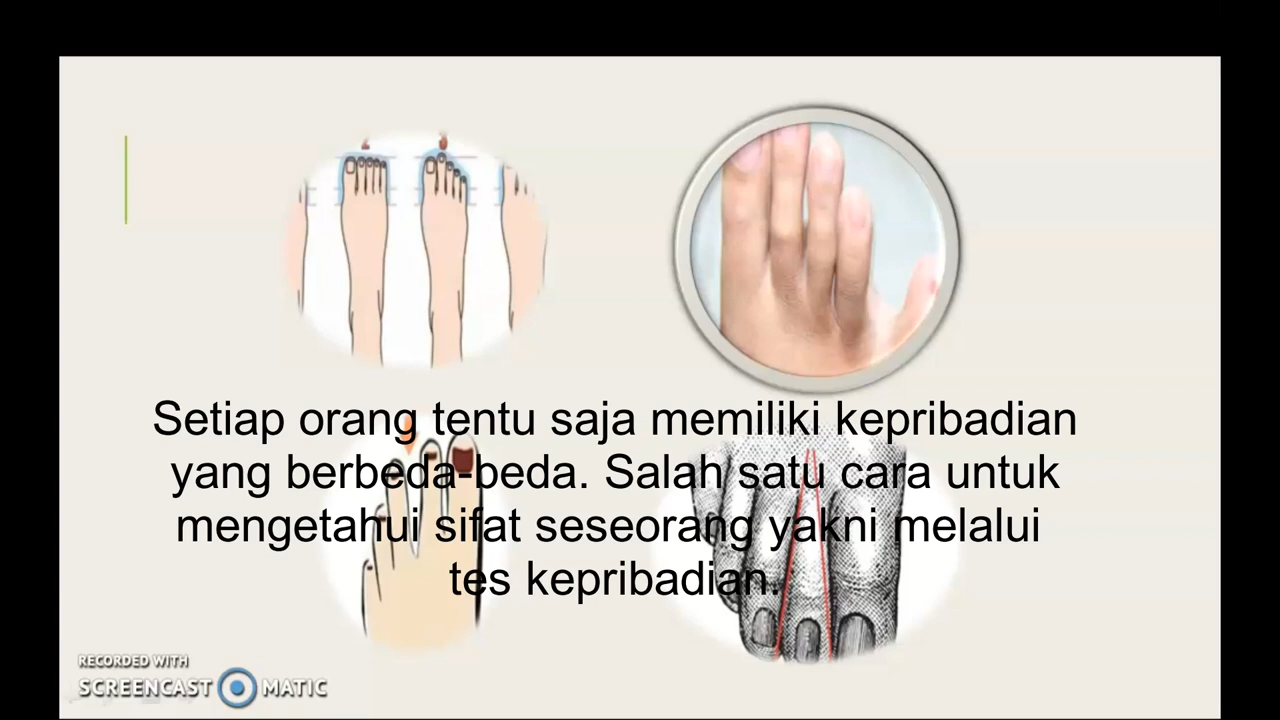 Setiap orang tentu saja memiliki kepribadian
yang berbeda-beda. Salah satu cara untuk
mengetahui sifat seseorang yakni melalui
tes kepribadian.
RECORDED WITH
SCREENCAST MATIC